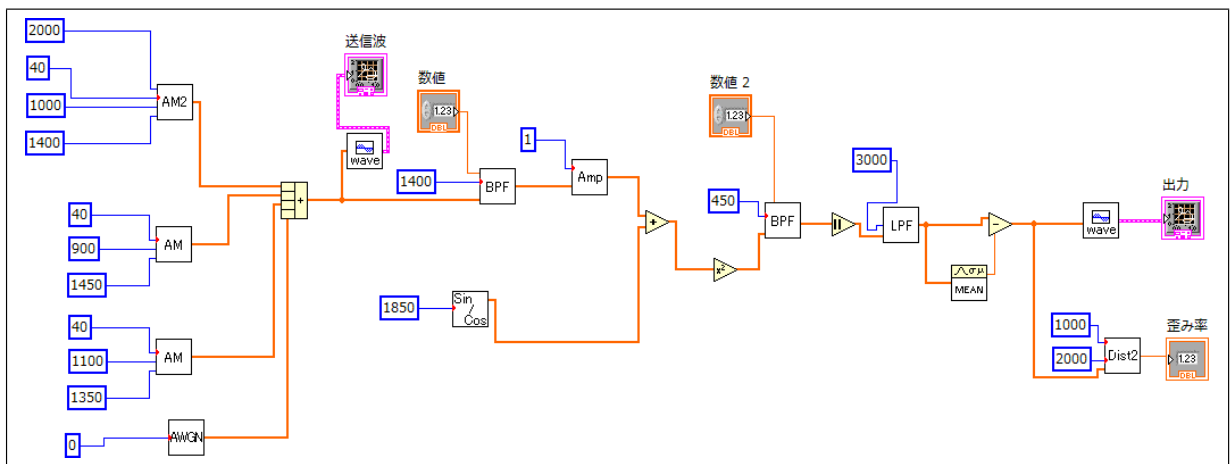 2000
40
1000
1400
AM2
送信波
wave
数値
1.23
DBL
1400
BPF
1
Amp
+
数値 2
1.23
DBL
450
BPF
3000
LPF
-
wave
出力
40
900
1450
AM
+
x²
σμ
MEAN
1850
Sin
Cos
40
1100
1350
AM
1000
2000
Dist2
歪み率
1.23
DBL
0
AWGN